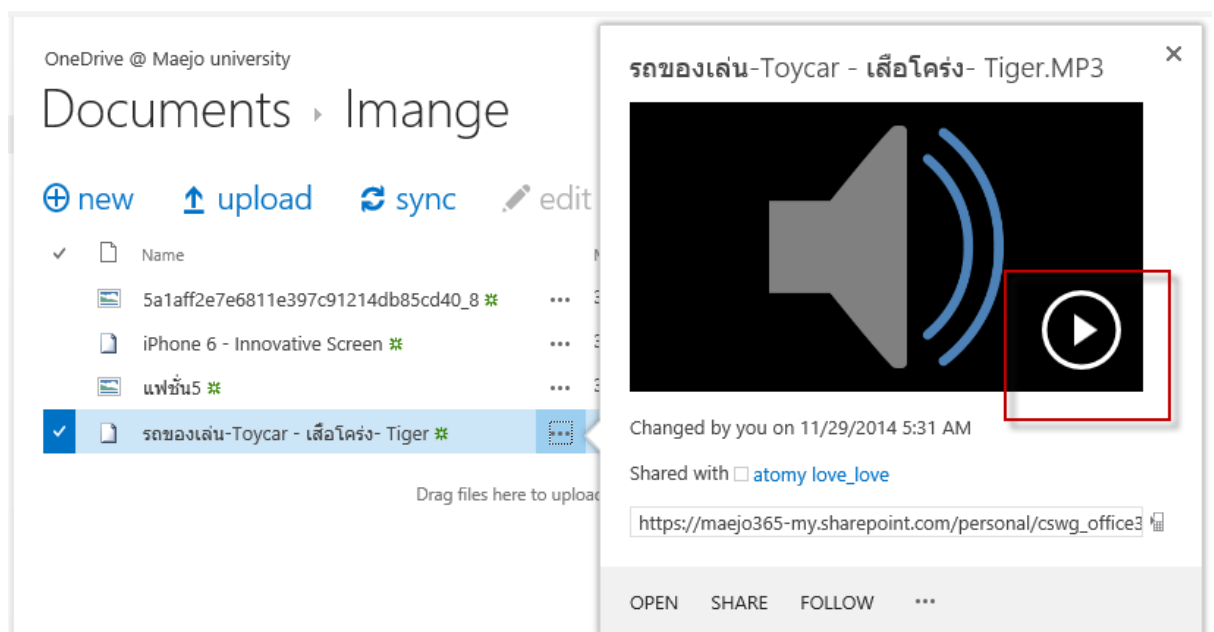 OneDrive @ Maejo university
Documents › Imange
new upload sync edit
Name
5a1aff2e7e6811e397c91214db85cd40_8
iPhone 6 - Innovative Screen
แฟชั่น5
รถของเล่น-Toycar - เสือโคร่ง- Tiger
Drag files here to uploa
รถของเล่น-Toycar - เสือโคร่ง- Tiger.MP3
Changed by you on 11/29/2014 5:31 AM
Shared with atomy love_love
https://maejo365-my.sharepoint.com/personal/cswg_office3
OPEN SHARE FOLLOW ...